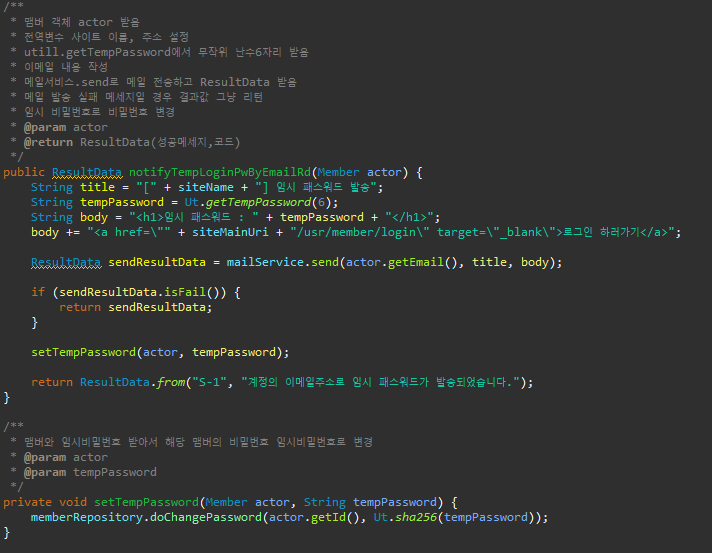 /**
 * 맴버 객체 actor 받음
 * 전역변수 사이트 이름, 주소 설정
 * utill.getTempPassword에서 무작위 난수6자리 받음
 * 이메일 내용 작성
 * 메일서비스.send로 메일 전송하고 ResultData 받음
 * 메일 발송 실패 메세지일 경우 결과값 그냥 리턴
 * 임시 비밀번호로 비밀번호 변경
 * @param actor
 * @return ResultData(성공메세지,코드)
 */
public ResultData notifyTempLoginPwByEmailRd(Member actor) {
    String title = "[" + siteName + "] 임시 패스워드 발송";
    String tempPassword = Ut.getTempPassword(6);
    String body = "<h1>임시 패스워드 : " + tempPassword + "</h1>";
    body += "<a href=\"" + siteMainUri + "/usr/member/login\" target=\"_blank\">로그인 하러가기</a>";
    ResultData sendResultData = mailService.send(actor.getEmail(), title, body);
    if (sendResultData.isFail()) {
        return sendResultData;
    }
    setTempPassword(actor, tempPassword);
    return ResultData.from("S-1", "계정의 이메일주소로 임시 패스워드가 발송되었습니다.");
}
/**
 * 맴버와 임시비밀번호 받아서 해당 맴버의 비밀번호 임시비밀번호로 변경
 * @param actor
 * @param tempPassword
 */
private void setTempPassword(Member actor, String tempPassword) {
    memberRepository.doChangePassword(actor.getId(), Ut.sha256(tempPassword));
}